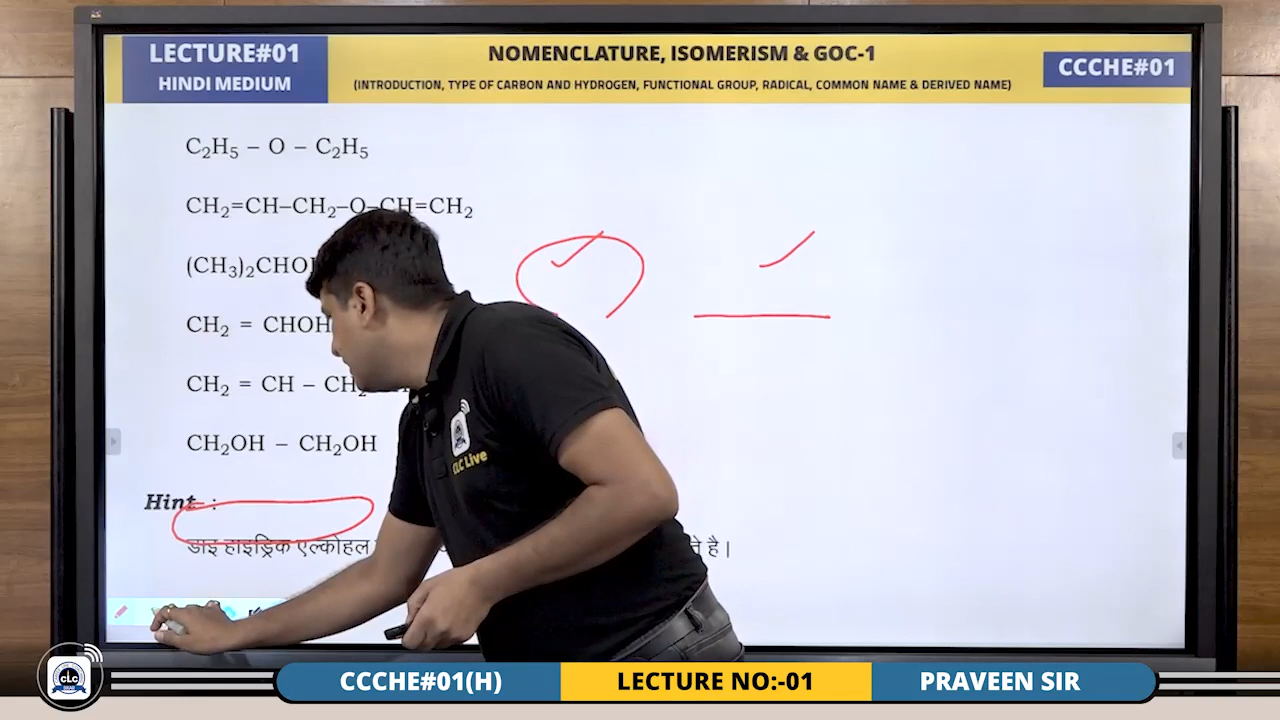 LECTURE#01
HINDI MEDIUM
NOMENCLATURE, ISOMERISM & GOC-1
(INTRODUCTION, TYPE OF CARBON AND HYDROGEN, FUNCTIONAL GROUP, RADICAL, COMMON NAME & DERIVED NAME)
CCCHE#01
C₂H₅ – O – C₂H₅
CH₂=CH–CH₂–O–CH=CH₂
(CH₃)₂CHO
CH₂ = CHOH
CH₂ = CH – CH₂
CH₂OH – CH₂OH
Hint :
डाइ हाइड्रिक एल्कोहल है।
CLC Live
CLC
SIKAR
CCCHE#01(H)
LECTURE NO:-01
PRAVEEN SIR